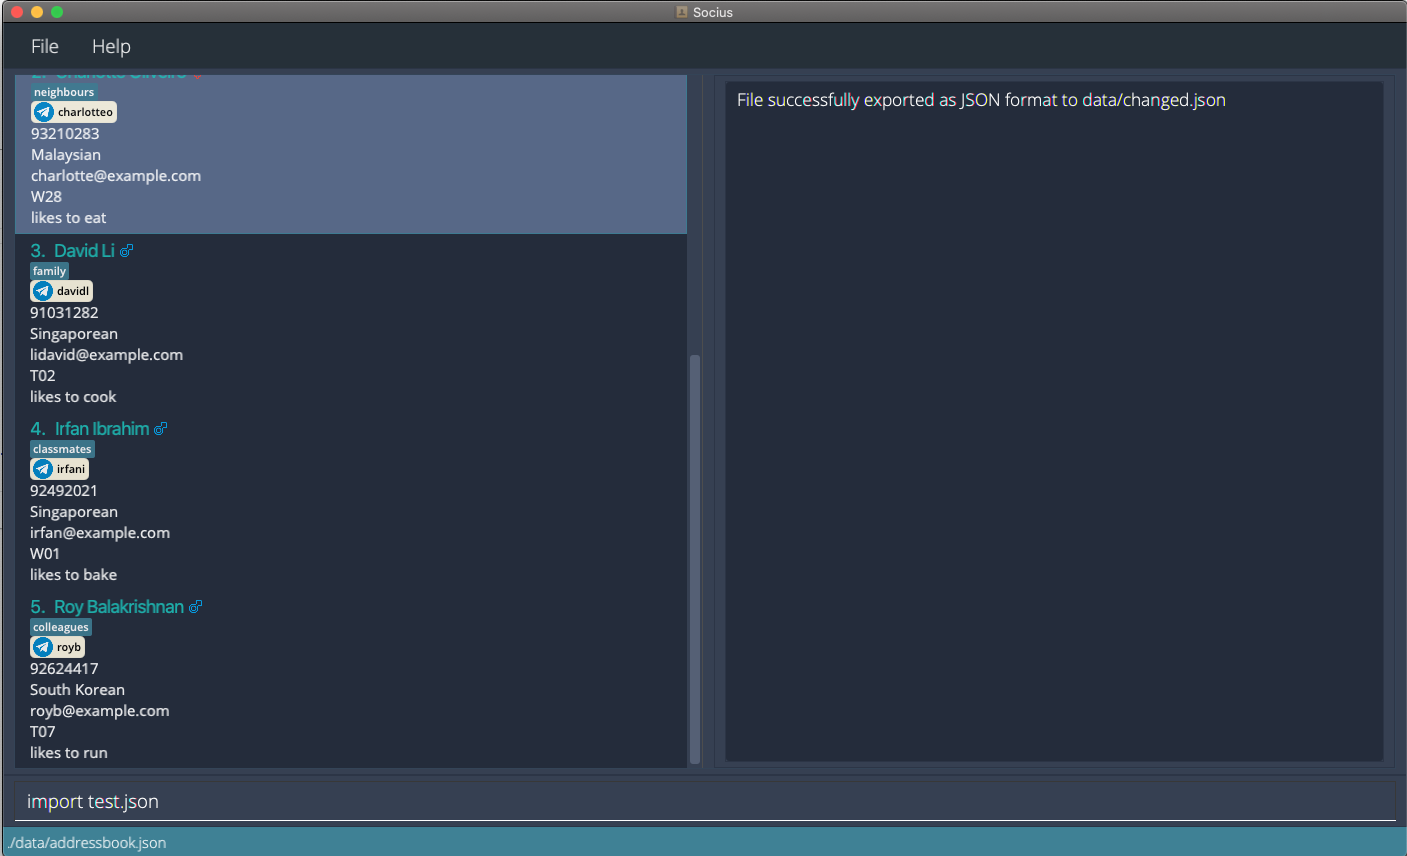 Socius
File Help
neighbours
charlotteo
93210283
Malaysian
charlotte@example.com
W28
likes to eat
3. David Li
family
davidl
91031282
Singaporean
lidavid@example.com
T02
likes to cook
4. Irfan Ibrahim
classmates
irfani
92492021
Singaporean
irfan@example.com
W01
likes to bake
5. Roy Balakrishnan
colleagues
royb
92624417
South Korean
royb@example.com
T07
likes to run
File successfully exported as JSON format to data/changed.json
import test.json
./data/addressbook.json